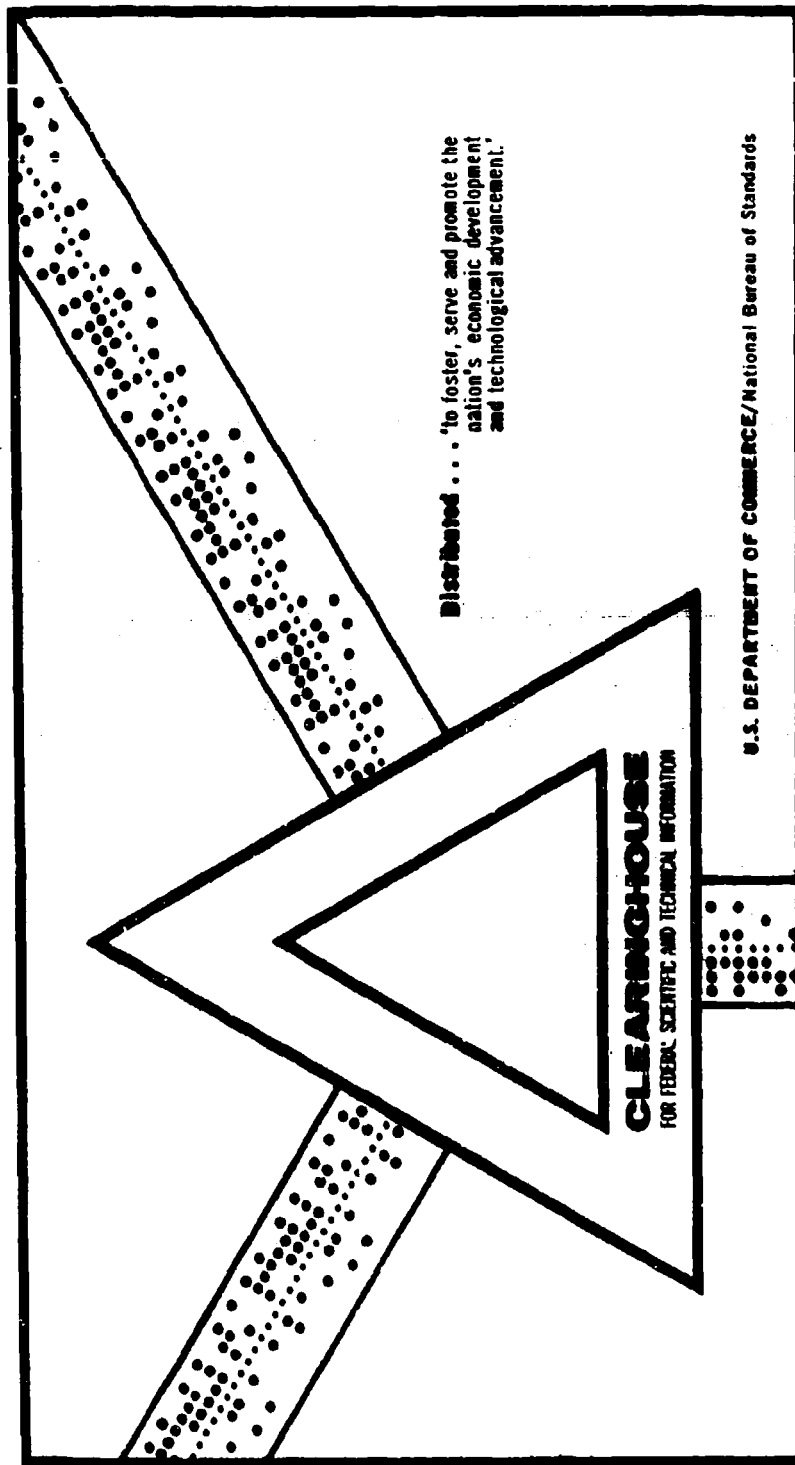 Distributed . . . "to foster, serve and promote the
nation's economic development
and technological advancement.'
CLEARINGHOUSE
FOR FEDERAL SCIENTIFIC AND TECHNICAL INFORMATION
U.S. DEPARTMENT OF COMMERCE/National Bureau of Standards